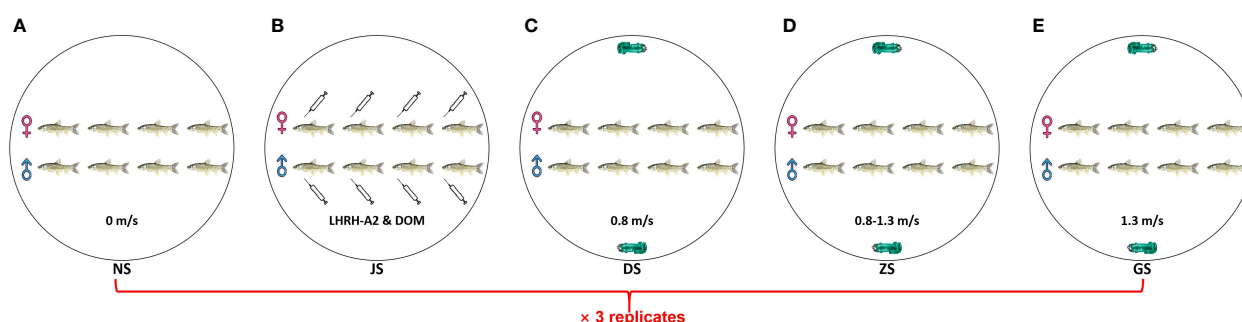 A
B
C
D
E
0 m/s
LHRH-A2 & DOM
0.8 m/s
0.8-1.3 m/s
1.3 m/s
NS
JS
DS
ZS
GS
× 3 replicates